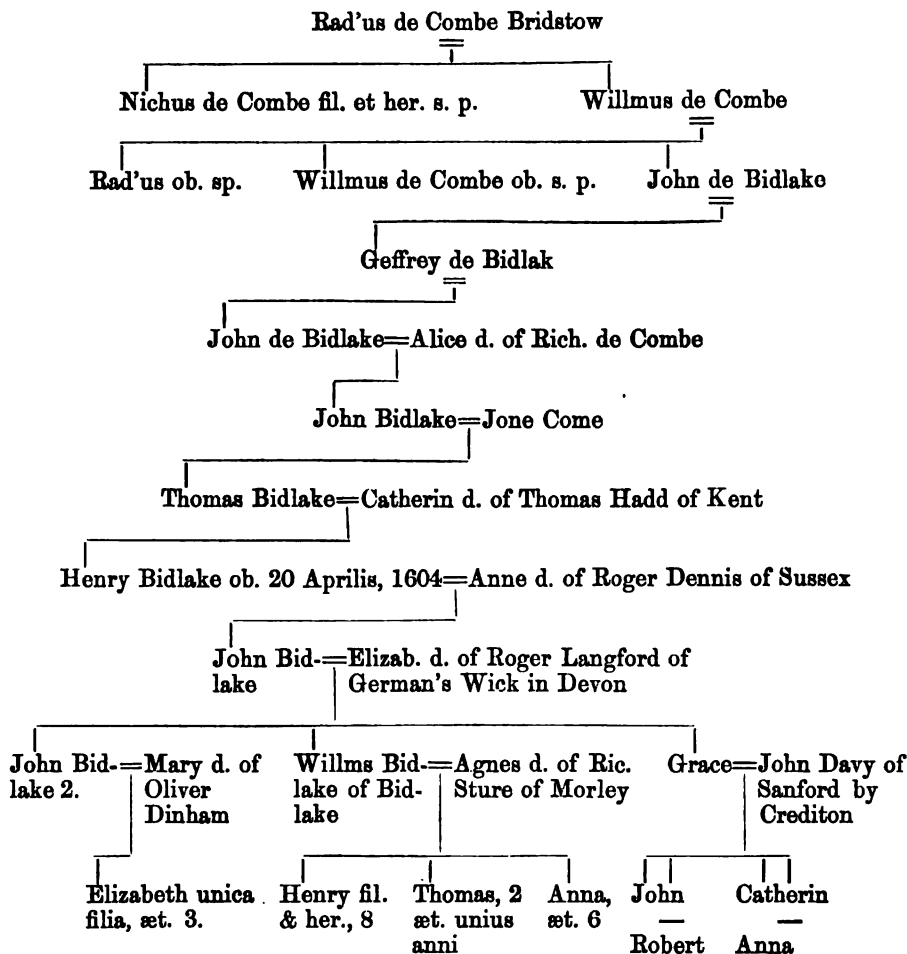 Rad'us de Combe Bridstow
Nichus de Combe fil. et her. s. p. Willmus de Combe
Rad'us ob. sp. Willmus de Combe ob. s. p. John de Bidlake
Geffrey de Bidlak
John de Bidlake=Alice d. of Rich. de Combe
John Bidlake=Jone Come
Thomas Bidlake=Catherin d. of Thomas Hadd of Kent
Henry Bidlake ob. 20 Aprilis, 1604=Anne d. of Roger Dennis of Sussex
John Bid-=Elizab. d. of Roger Langford of
lake German's Wick in Devon
John Bid-=Mary d. of Willms Bid-=Agnes d. of Ric. Grace=John Davy of
lake 2. Oliver lake of Bid- Sture of Morley Sanford by
Dinham lake Crediton
Elizabeth unica Henry fil. Thomas, 2 Anna, John Catherin
filia, æt. 3. & her., 8 æt. unius æt. 6
anni Robert Anna